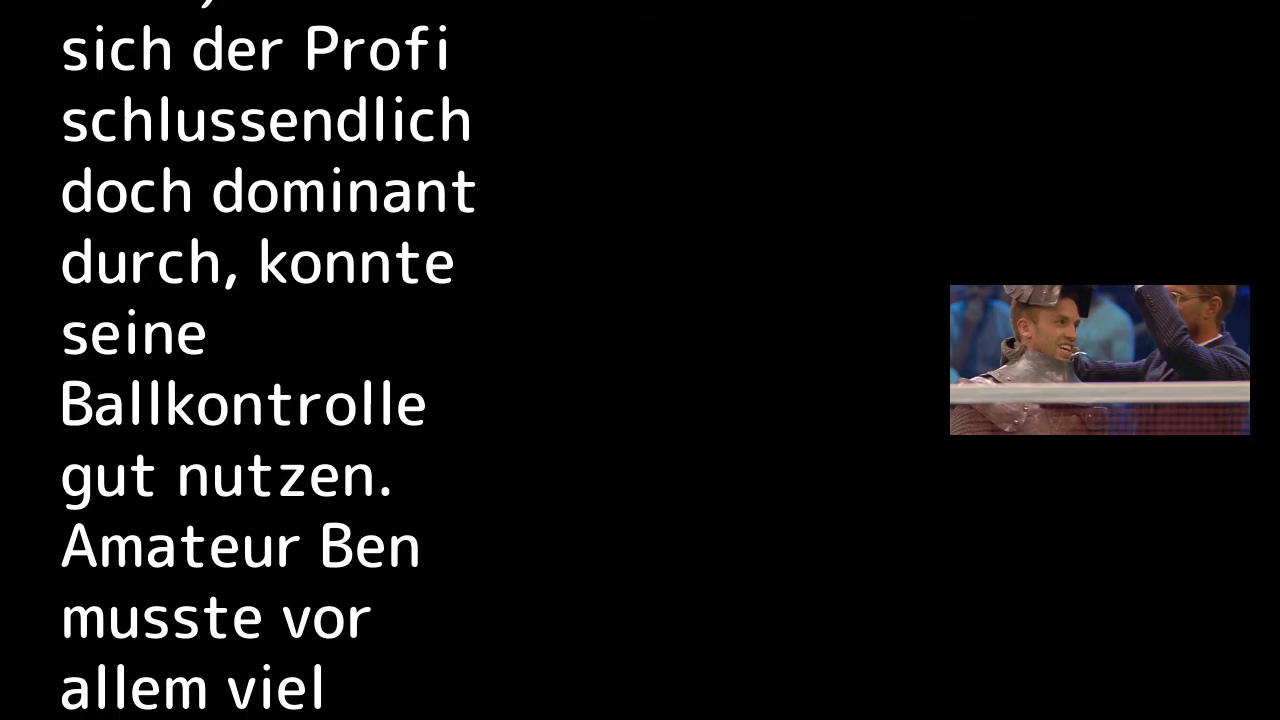 sich der Profi
schlussendlich
doch dominant
durch, konnte
seine
Ballkontrolle
gut nutzen.
Amateur Ben
musste vor
allem viel